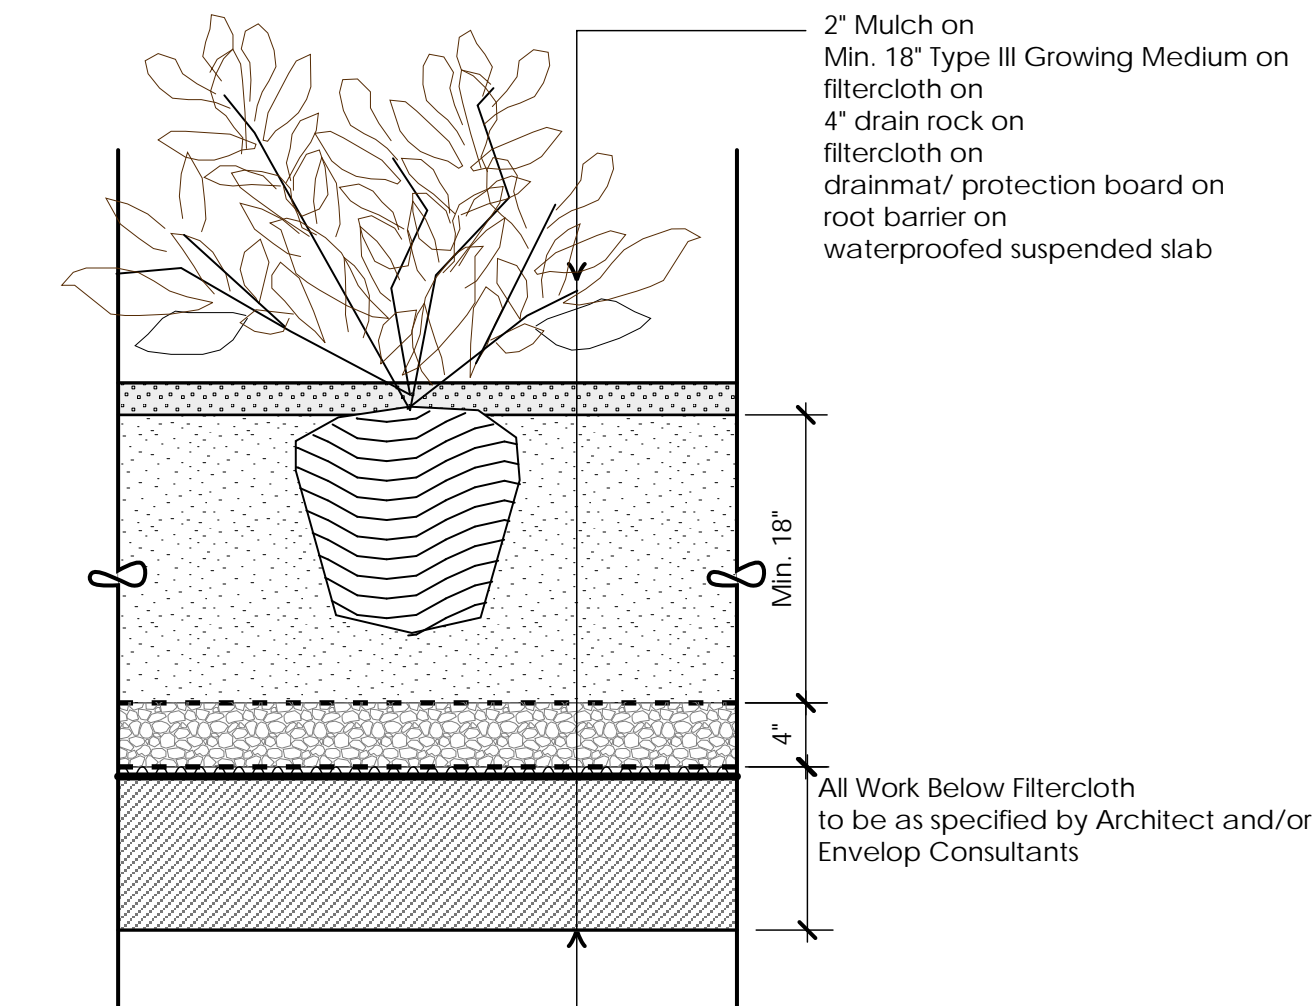 2" Mulch on
Min. 18" Type III Growing Medium on
filtercloth on
4" drain rock on
filtercloth on
drainmat/ protection board on
root barrier on
waterproofed suspended slab
Min. 18"
4"
All Work Below Filtercloth
to be as specified by Architect and/or
Envelop Consultants